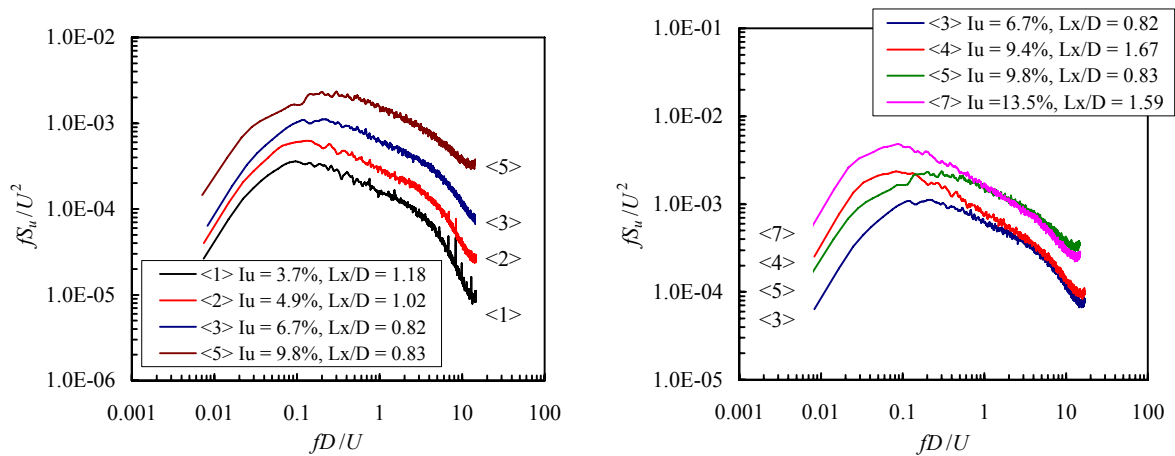 1.0E-02
1.0E-03
1.0E-04
1.0E-05
1.0E-06
fS_u/U^2
<5>
<3>
<2>
<1>
<1> Iu = 3.7%, Lx/D = 1.18
<2> Iu = 4.9%, Lx/D = 1.02
<3> Iu = 6.7%, Lx/D = 0.82
<5> Iu = 9.8%, Lx/D = 0.83
0.001 0.01 0.1 1 10 100
fD/U
1.0E-01
1.0E-02
1.0E-03
1.0E-04
1.0E-05
fS_u/U^2
<3> Iu = 6.7%, Lx/D = 0.82
<4> Iu = 9.4%, Lx/D = 1.67
<5> Iu = 9.8%, Lx/D = 0.83
<7> Iu =13.5%, Lx/D = 1.59
<7>
<4>
<5>
<3>
0.001 0.01 0.1 1 10 100
fD/U